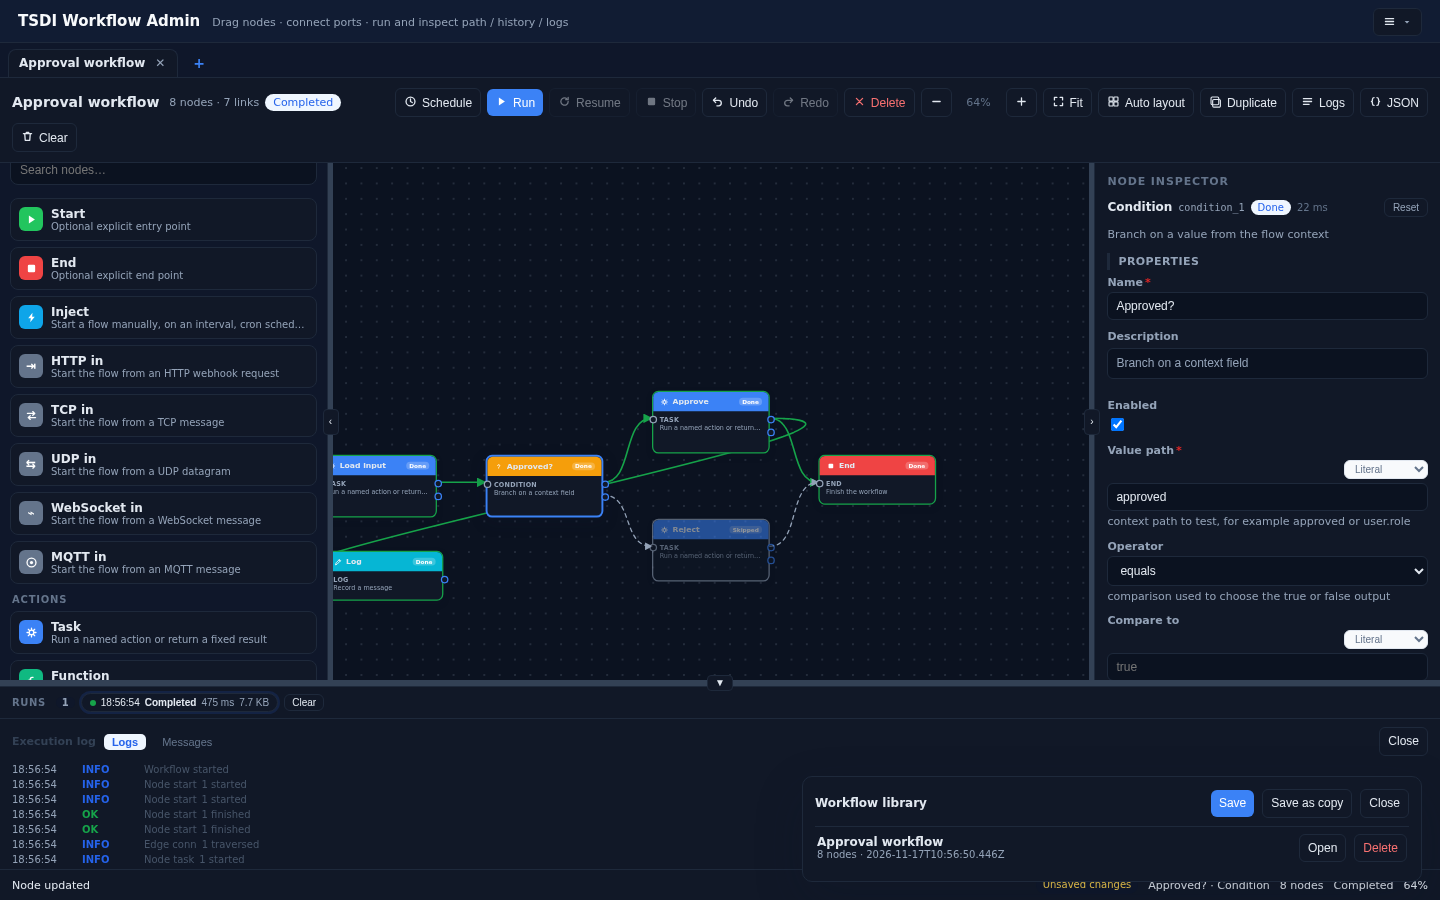 TSDI Workflow Admin Drag nodes · connect ports · run and inspect path / history / logs
Approval workflow ✕ +
Approval workflow 8 nodes · 7 links Completed Schedule Run Resume Stop Undo Redo Delete − 64% + Fit Auto layout Duplicate Logs JSON
Clear
Search nodes…
Start
Optional explicit entry point
End
Optional explicit end point
Inject
Start a flow manually, on an interval, cron sched…
HTTP in
Start the flow from an HTTP webhook request
TCP in
Start the flow from a TCP message
UDP in
Start the flow from a UDP datagram
WebSocket in
Start the flow from a WebSocket message
MQTT in
Start the flow from an MQTT message
ACTIONS
Task
Run a named action or return a fixed result
Function
Load input Done
ASK
un a named action or return…
Approved? Done
CONDITION
Branch on a context field
Log Done
LOG
Record a message
Approve Done
TASK
Run a named action or return…
Reject Skipped
TASK
Run a named action or return…
End Done
END
Finish the workflow
NODE INSPECTOR
Condition condition_1 Done 22 ms Reset
Branch on a value from the flow context
PROPERTIES
Name *
Approved?
Description
Branch on a context field
Enabled
Value path *
Literal
approved
context path to test, for example approved or user.role
Operator
equals
comparison used to choose the true or false output
Compare to
Literal
true
RUNS 1 18:56:54 Completed 475 ms 7.7 KB Clear
Execution log Logs Messages Close
18:56:54 INFO Workflow started
18:56:54 INFO Node start_1 started
18:56:54 INFO Node start_1 started
18:56:54 OK Node start_1 finished
18:56:54 OK Node start_1 finished
18:56:54 INFO Edge conn_1 traversed
18:56:54 INFO Node task_1 started
Workflow library Save Save as copy Close
Approval workflow
8 nodes · 2026-11-17T10:56:50.446Z
Open Delete
Node updated Unsaved changes Approved? · Condition 8 nodes Completed 64%